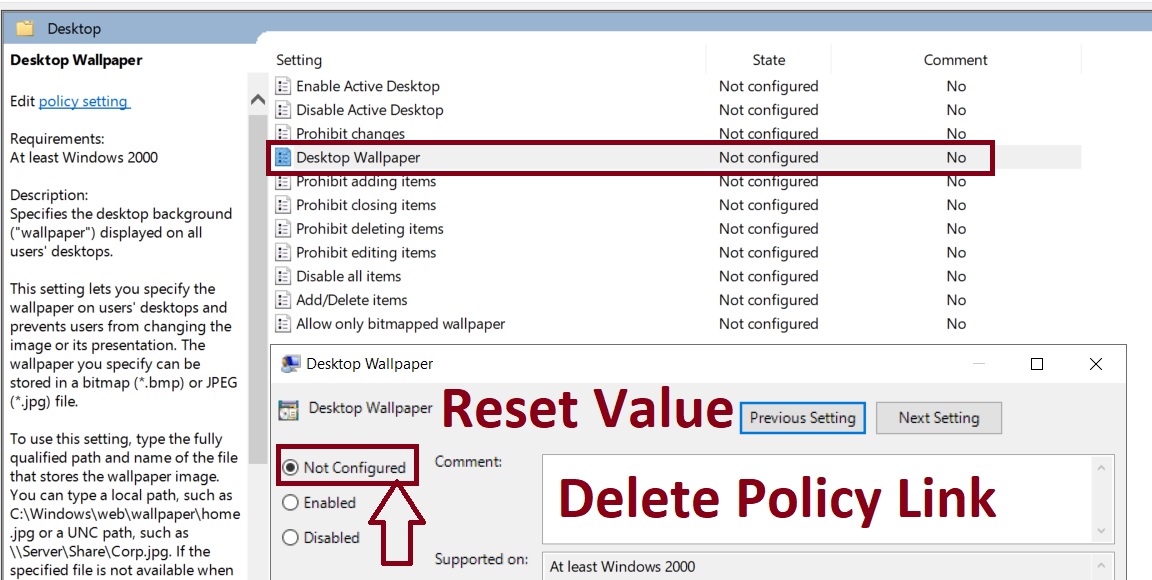 Desktop
Desktop Wallpaper
Edit policy setting
Requirements:
At least Windows 2000
Description:
Specifies the desktop background
("wallpaper") displayed on all
users' desktops.
This setting lets you specify the
wallpaper on users' desktops and
prevents users from changing the
image or its presentation. The
wallpaper you specify can be
stored in a bitmap (*.bmp) or JPEG
(*.jpg) file.
To use this setting, type the fully
qualified path and name of the file
that stores the wallpaper image.
You can type a local path, such as
C:\Windows\web\wallpaper\home
.jpg or a UNC path, such as
\\Server\Share\Corp.jpg. If the
specified file is not available when
Setting State Comment
Enable Active Desktop Not configured No
Disable Active Desktop Not configured No
Prohibit changes Not configured No
Desktop Wallpaper Not configured No
Prohibit adding items Not configured No
Prohibit closing items Not configured No
Prohibit deleting items Not configured No
Prohibit editing items Not configured No
Disable all items Not configured No
Add/Delete items Not configured No
Allow only bitmapped wallpaper Not configured No
Desktop Wallpaper
Desktop Wallpaper Reset Value Previous Setting Next Setting
Not Configured Comment:
Enabled Delete Policy Link
Disabled
Supported on: At least Windows 2000